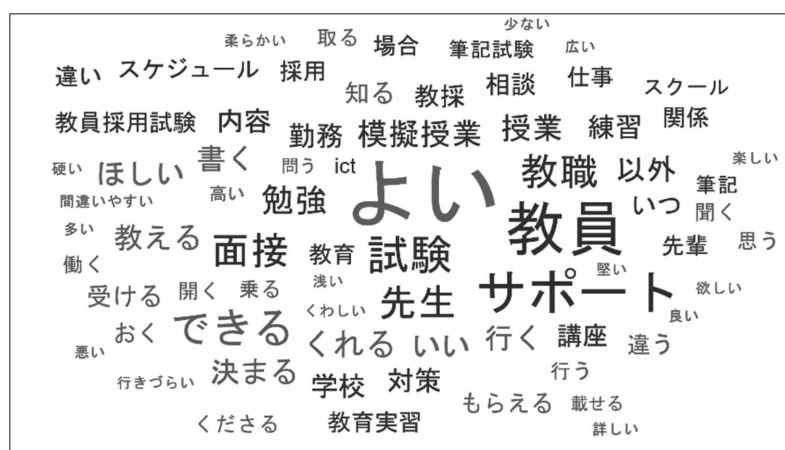 少ない
柔らかい 取る 場合 筆記試験 広い
違い スケジュール 採用 相談 仕事 スクール
知る 教採
教員採用試験 内容 勤務 模擬授業 授業 練習 関係
硬い ほしい 書く 問う ict よい 教職 以外 楽しい
筆記
間違いやすい 高い 勉強 教員 いつ 聞く
多い 教える 面接 教育 試験 先輩 思う
働く 堅い
受ける 開く 乗る 浅い 先生 サポート 欲しい
くわしい 良い
おく できる くれる いい 行く 講座 違う
悪い
行きづらい 決まる 学校 対策 行う
もらえる 載せる
くださる 教育実習 詳しい